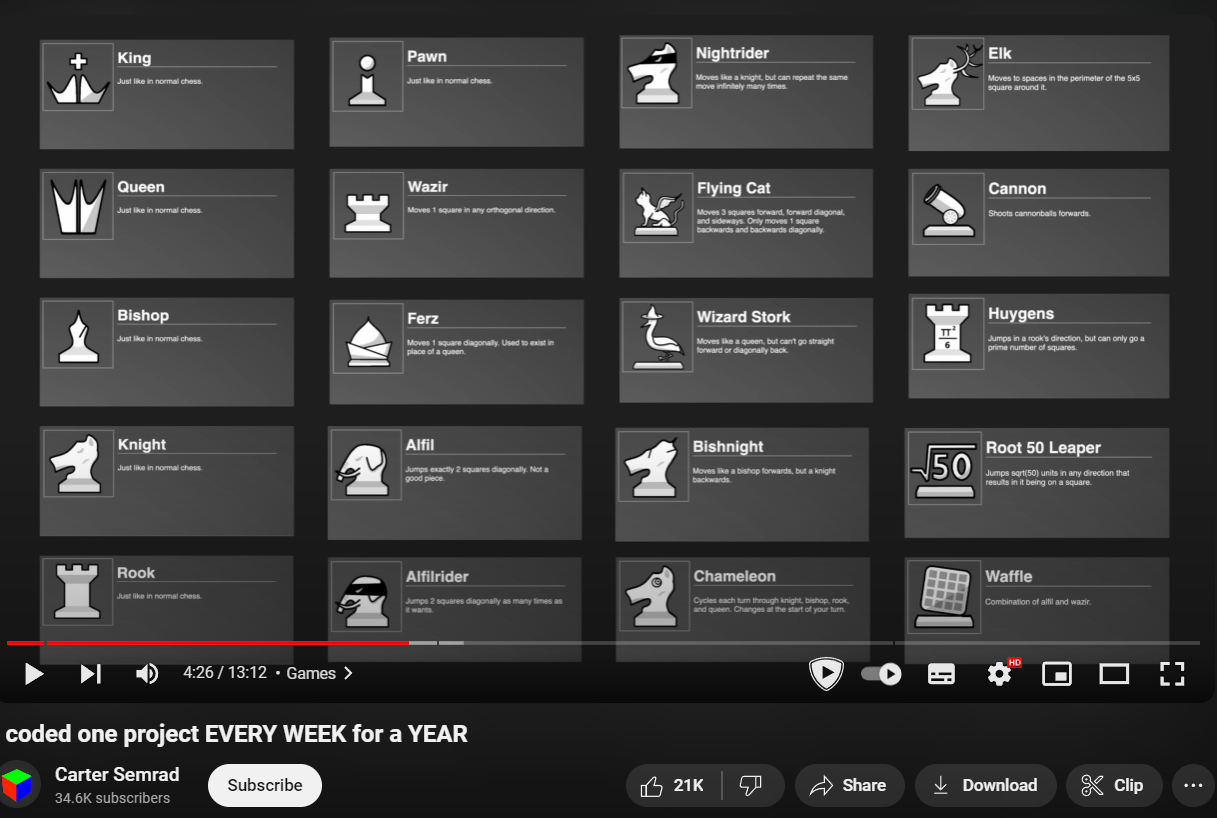 King
Just like in normal chess.
Pawn
Just like in normal chess.
Nightrider
Moves like a knight, but can repeat the same
move infinitely many times.
Elk
Moves to spaces in the perimeter of the 5x5
square around it.
Queen
Just like in normal chess.
Wazir
Moves 1 square in any orthogonal direction.
Flying Cat
Moves 3 squares forward, forward diagonal,
and sideways. Only moves 1 square
backwards and backwards diagonally.
Cannon
Shoots cannonballs forwards.
Bishop
Just like in normal chess.
Ferz
Moves 1 square diagonally. Used to exist in
place of a queen.
Wizard Stork
Moves like a queen, but can't go straight
forward or diagonally back.
π²
6
Huygens
Jumps in a rook's direction, but can only go a
prime number of squares.
Knight
Just like in normal chess.
Alfil
Jumps exactly 2 squares diagonally. Not a
good piece.
Bishnight
Moves like a bishop forwards, but a knight
backwards.
√50
Root 50 Leaper
Jumps sqrt(50) units in any direction that
results in it being on a square.
Rook
Just like in normal chess.
Alfilrider
Jumps 2 squares diagonally as many times as
it wants.
Chameleon
Cycles each turn through knight, bishop, rook,
and queen. Changes at the start of your turn.
Waffle
Combination of alfil and wazir.
4:26 / 13:12 • Games
HD
coded one project EVERY WEEK for a YEAR
Carter Semrad
34.6K subscribers
Subscribe
21K
Share
Download
Clip